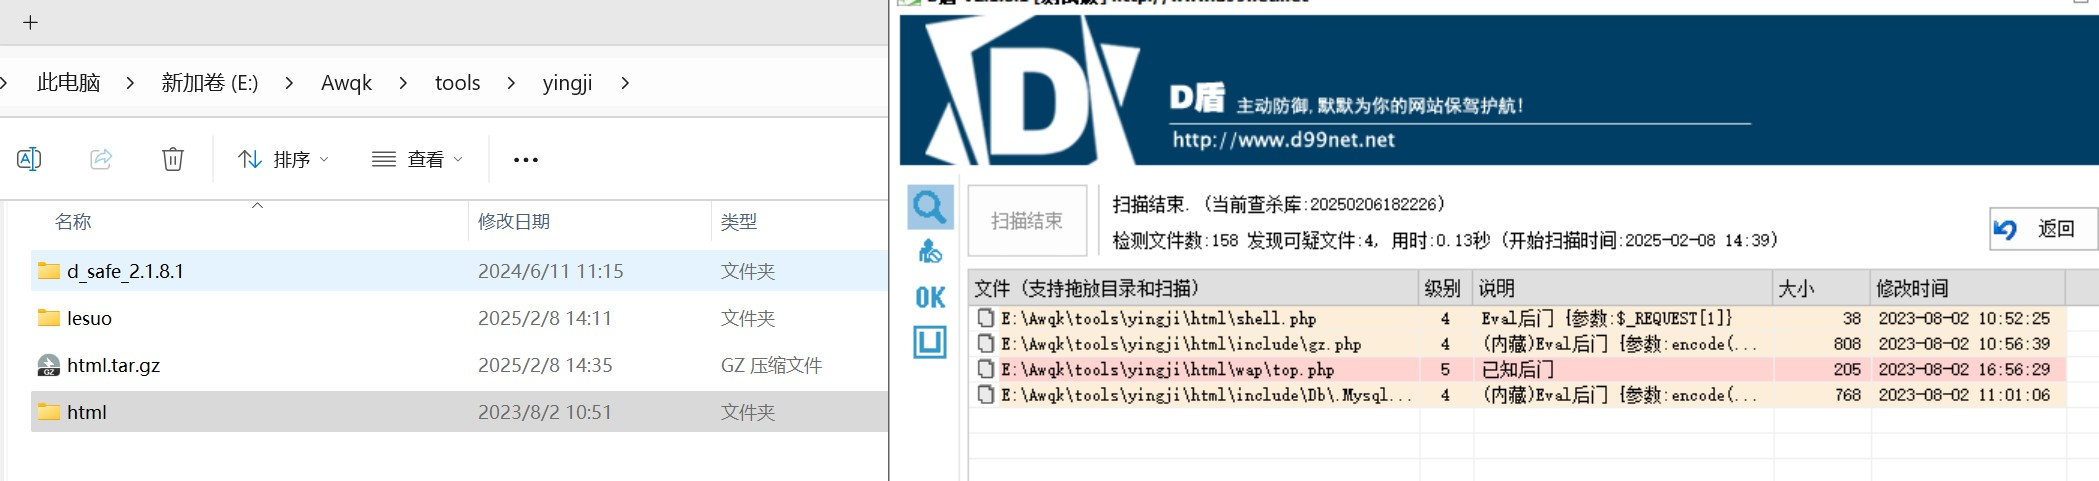 此电脑 > 新加卷 (E:) > Awqk > tools > yingji >
排序 查看 ...
名称 修改日期 类型
d_safe_2.1.8.1 2024/6/11 11:15 文件夹
lesuo 2025/2/8 14:11 文件夹
html.tar.gz 2025/2/8 14:35 GZ 压缩文件
html 2023/8/2 10:51 文件夹
D盾 主动防御,默默为你的网站保驾护航!
http://www.d99net.net
扫描结束
扫描结束. (当前查杀库:20250206182226)
检测文件数:158 发现可疑文件:4, 用时:0.13秒 (开始扫描时间:2025-02-08 14:39)
返回
OK
文件 (支持拖放目录和扫描) 级别 说明 大小 修改时间
E:\Awqk\tools\yingji\html\shell.php 4 Eval后门 {参数:$_REQUEST[1]} 38 2023-08-02 10:52:25
E:\Awqk\tools\yingji\html\include\gz.php 4 (内藏)Eval后门 {参数:encode(... 808 2023-08-02 10:56:39
E:\Awqk\tools\yingji\html\wap\top.php 5 已知后门 205 2023-08-02 16:56:29
E:\Awqk\tools\yingji\html\include\Db\.Mysql... 4 (内藏)Eval后门 {参数:encode(... 768 2023-08-02 11:01:06